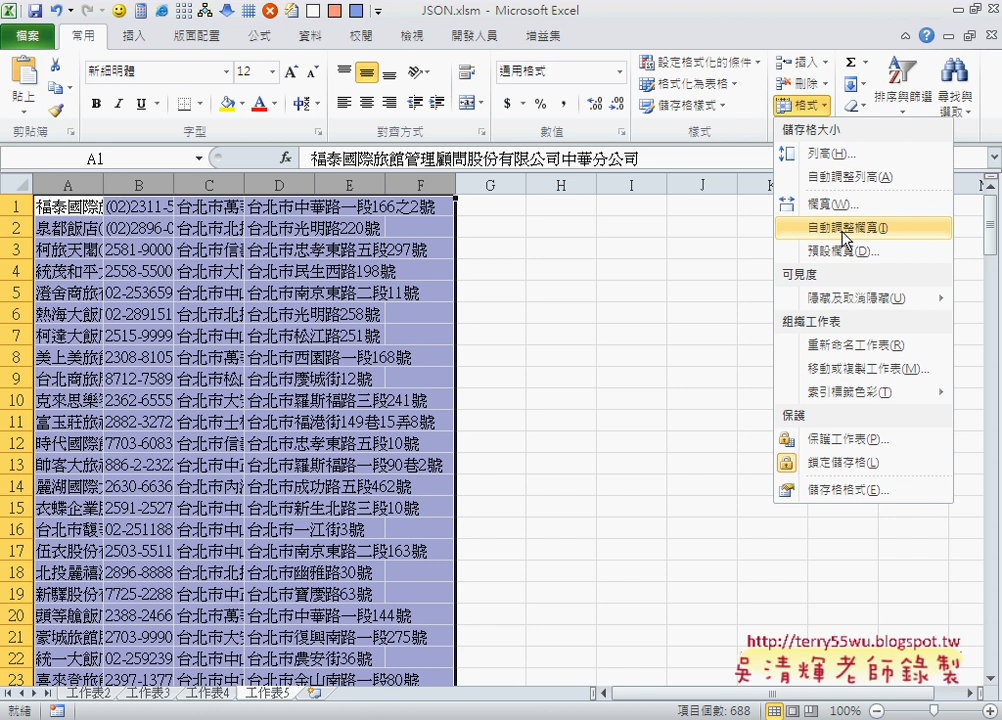 JSON.xlsm - Microsoft Excel
檔案 常用 插入 版面配置 公式 資料 校閱 檢視 開發人員 增益集
新細明體 12 通用格式 設定格式化的條件 插入
貼上 B I U 中 $ % 格式化為表格 刪除 排序與篩選 尋找與選取
儲存格樣式 格式
剪貼簿 字型 對齊方式 數值 樣式
儲存格大小
列高(H)...
自動調整列高(A)
欄寬(W)...
自動調整欄寬(I)
預設欄寬(D)...
可見度
隱藏及取消隱藏(U)
組織工作表
重新命名工作表(R)
移動或複製工作表(M)...
索引標籤色彩(T)
保護
保護工作表(P)...
鎖定儲存格(L)
儲存格格式(E)...
A1 fx 福泰國際旅館管理顧問股份有限公司中華分公司
A B C D E F G H I J K
1 福泰國際旅 (02)2311-5 台北市萬 台北市中華路一段166之2號
2 泉都飯店( (02)2896-0 台北市北 台北市光明路220號
3 柯旅天閣( 2581-9000 台北市信 台北市忠孝東路五段297號
4 統茂和平 2558-5500 台北市大 台北市民生西路198號
5 澄舍商旅 02-253659 台北市中 台北市南京東路二段11號
6 熱海大飯 02-289151 台北市北 台北市光明路258號
7 柯達大飯 2515-9999 台北市中 台北市松江路251號
8 美上美旅 2308-8105 台北市萬 台北市西園路一段168號
9 台北商旅 8712-7589 台北市松 台北市慶城街12號
10 克來思樂 2362-6555 台北市大 台北市羅斯福路三段241號
11 富玉莊旅 2882-3272 台北市士 台北市福港街149巷15弄8號
12 時代國際 7703-6083 台北市信 台北市忠孝東路五段10號
13 帥客大旅 886-2-2322 台北市中 台北市羅斯福路一段90巷2號
14 麗湖國際 2630-6636 台北市內 台北市成功路五段462號
15 衣蝶企業 2591-2527 台北市中 台北市新生北路三段10號
16 台北市馥 02-251188 台北市中 台北市一江街3號
17 伍衣股份 2503-5511 台北市中 台北市南京東路二段163號
18 北投麗禧 2896-8888 台北市北 台北市幽雅路30號
19 新驛股份 7725-2288 台北市中 台北市寶慶路63號
20 頭等艙飯 2388-2466 台北市萬 台北市中華路一段144號
21 豪城旅館 2703-9990 台北市大 台北市復興南路一段275號
22 統一大飯 02-259239 台北市中 台北市農安街36號
23 喜來登旅 2397-1377 台北市中 台北市金山南路一段80號
http://terry55wu.blogspot.tw
吳清輝老師錄製
工作表2 工作表3 工作表4 工作表5
就緒 項目個數: 688 100%